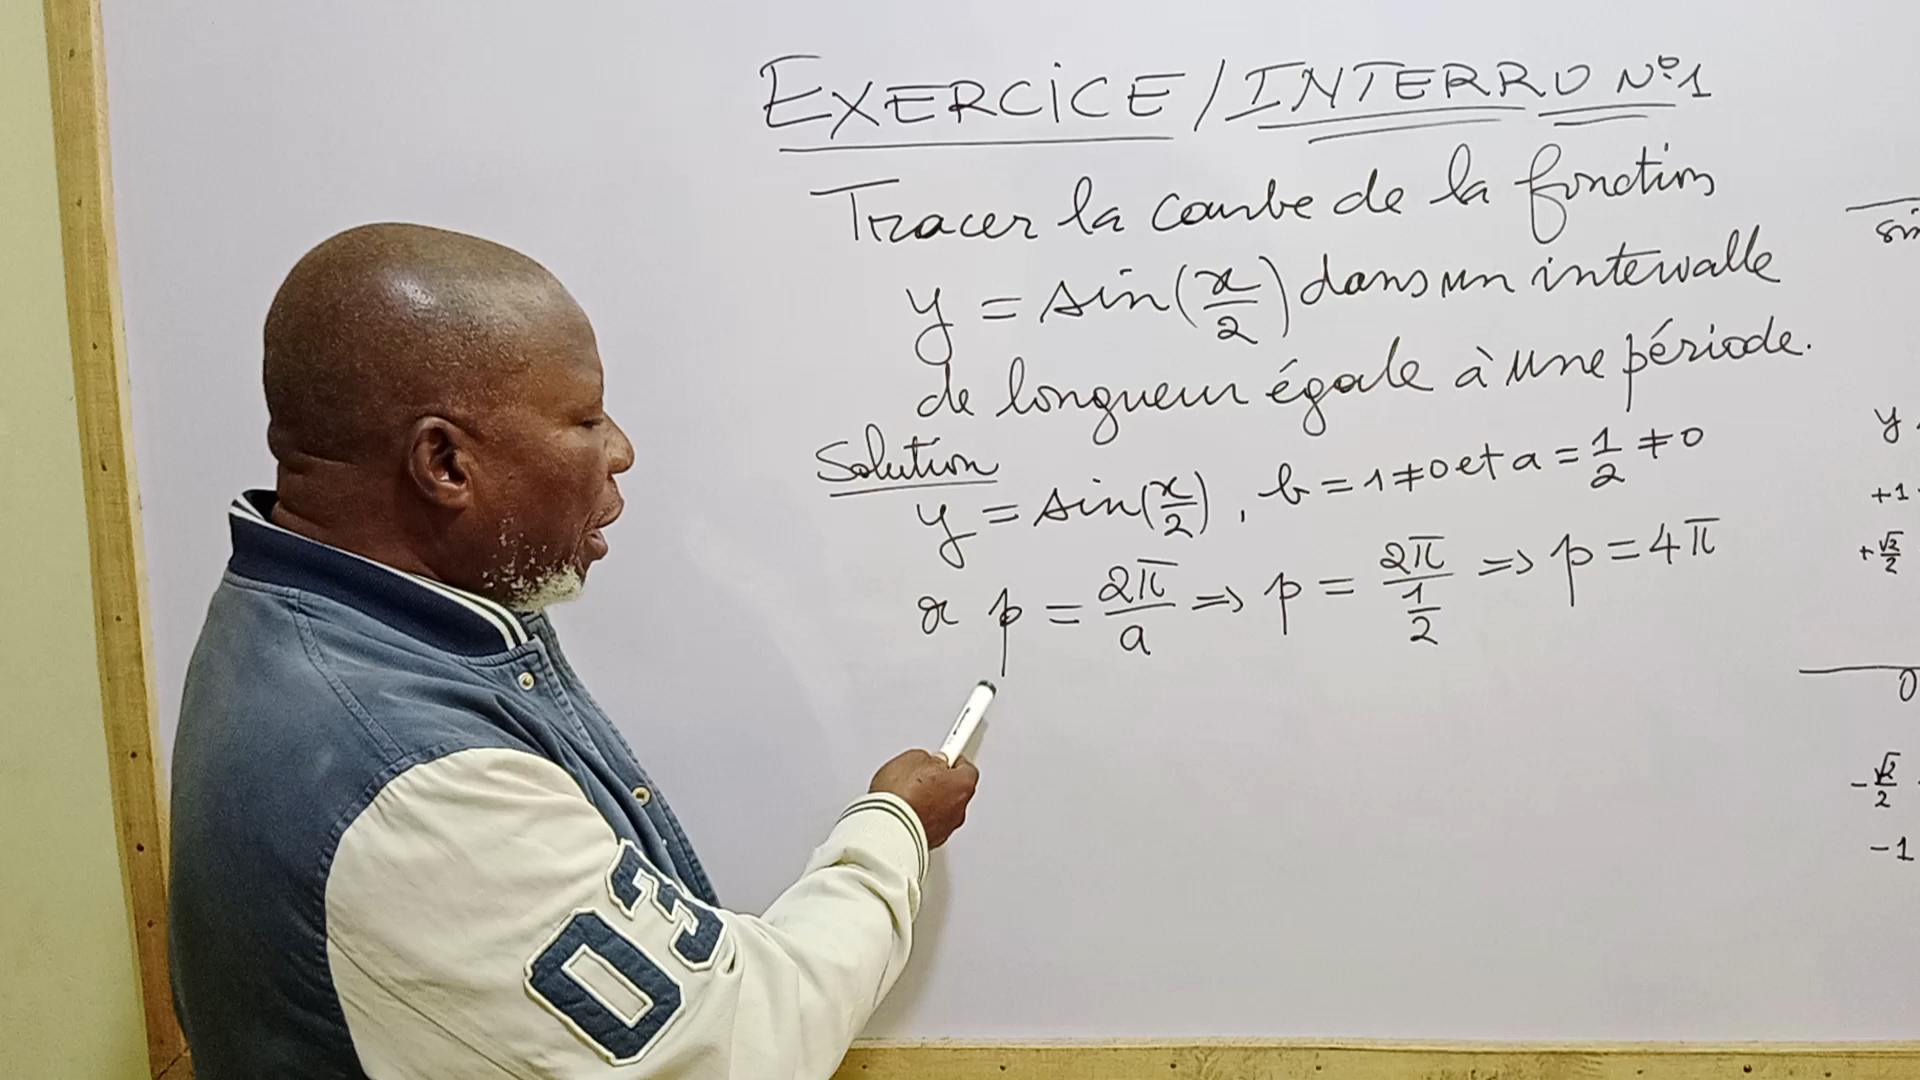 EXERCICE / INTERRO N°1
Tracer la courbe de la fonction
y = sin(x/2) dans un intervalle
de longueur égale à une période.
Solution
y = sin(x/2), b = 1 ≠ 0 et a = 1/2 ≠ 0
or p = 2π/a => p = 2π/(1/2) => p = 4π
y
+1
+√2/2
0
-√2/2
-1
03